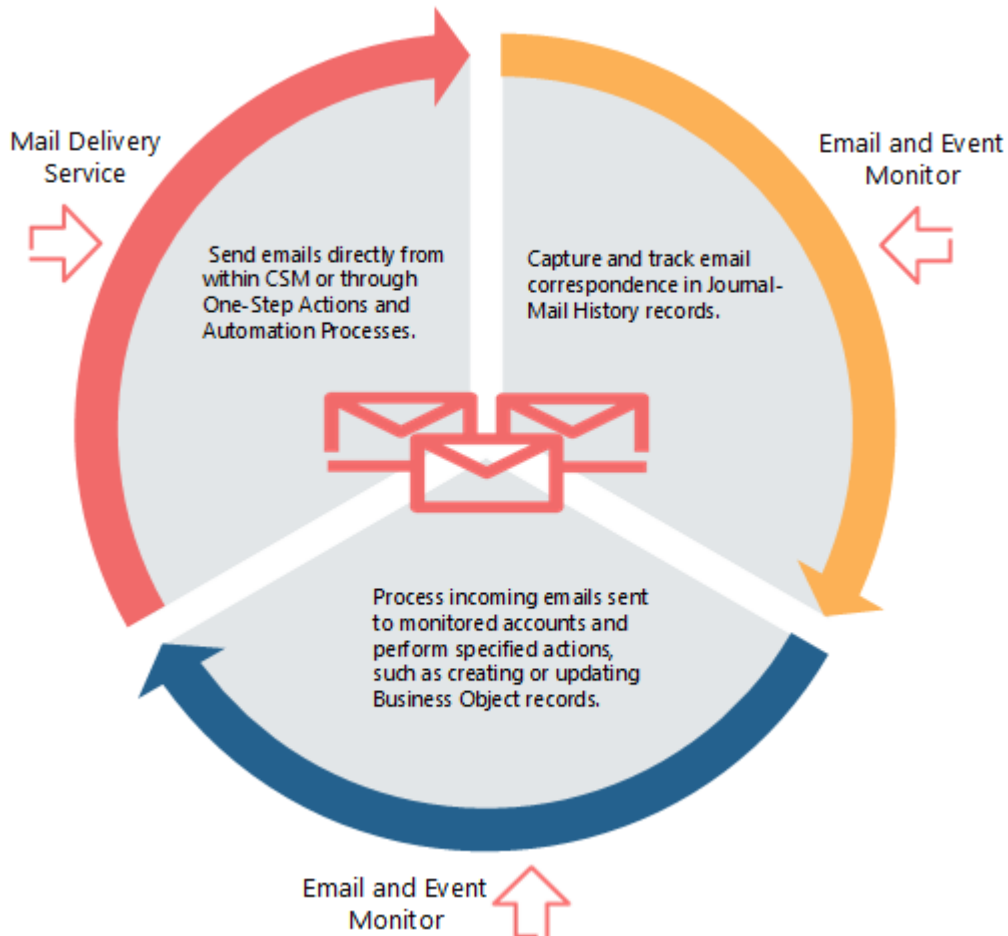 Mail Delivery
Service
Email and Event
Monitor
Send emails directly from
within CSM or through
One-Step Actions and
Automation Processes.
Capture and track email
correspondence in Journal-
Mail History records.
Process incoming emails sent
to monitored accounts and
perform specified actions,
such as creating or updating
Business Object records.
Email and Event
Monitor